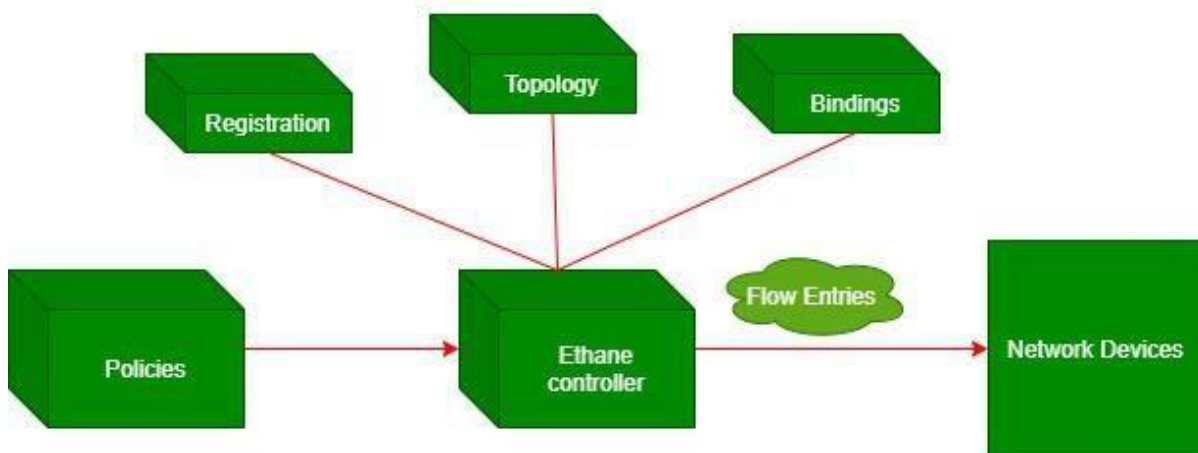 Topology
Registration
Bindings
Flow Entries
Policies
Ethane
controller
Network Devices